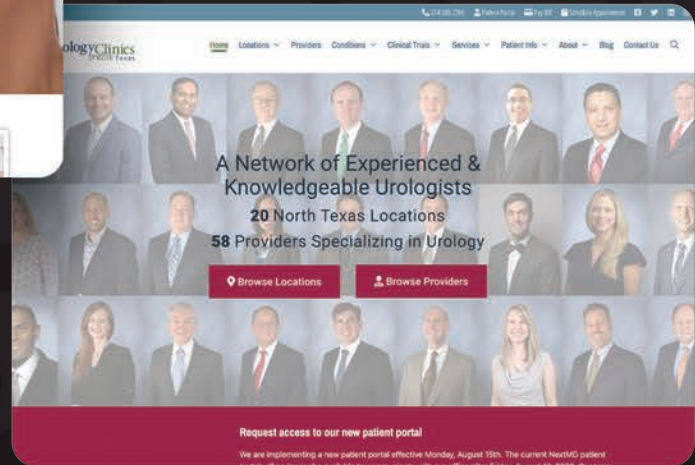 Patient Portal Pay Bill Schedule Appointment
ologyClinics
Texas
Home Locations Providers Conditions Clinical Trials Services Patient Info About Blog Contact Us
A Network of Experienced &
Knowledgeable Urologists
20 North Texas Locations
58 Providers Specializing in Urology
Browse Locations Browse Providers
Request access to our new patient portal
We are implementing a new patient portal effective Monday, August 15th. The current NextMD patient